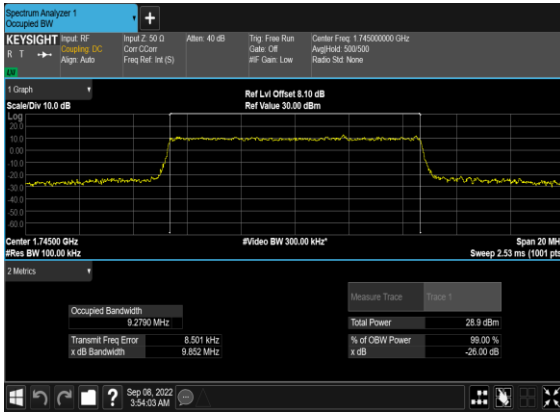 Spectrum Analyzer 1
Occupied BW
+
KEYSIGHT Input: RF Input Z: 50 Ω Atten: 40 dB Trig: Free Run Center Freq: 1.745000000 GHz
R T Coupling: DC Corr CCorr Gate: Off Avg|Hold: 500/500
Align: Auto Freq Ref: Int (S) #IF Gain: Low Radio Std: None
LW
1 Graph
Ref Lvl Offset 8.10 dB
Scale/Div 10.0 dB Ref Value 30.00 dBm
Log
20.0
10.0
0.00
-10.0
-20.0
-30.0
-40.0
-50.0
-60.0
Center 1.74500 GHz #Video BW 300.00 kHz* Span 20 MH
#Res BW 100.00 kHz Sweep 2.53 ms (1001 pts
2 Metrics
Measure Trace Trace 1
Occupied Bandwidth
9.2790 MHz Total Power 28.9 dBm
Transmit Freq Error 8.501 kHz % of OBW Power 99.00 %
x dB Bandwidth 9.852 MHz x dB -26.00 dB
? Sep 08, 2022
3:54:03 AM